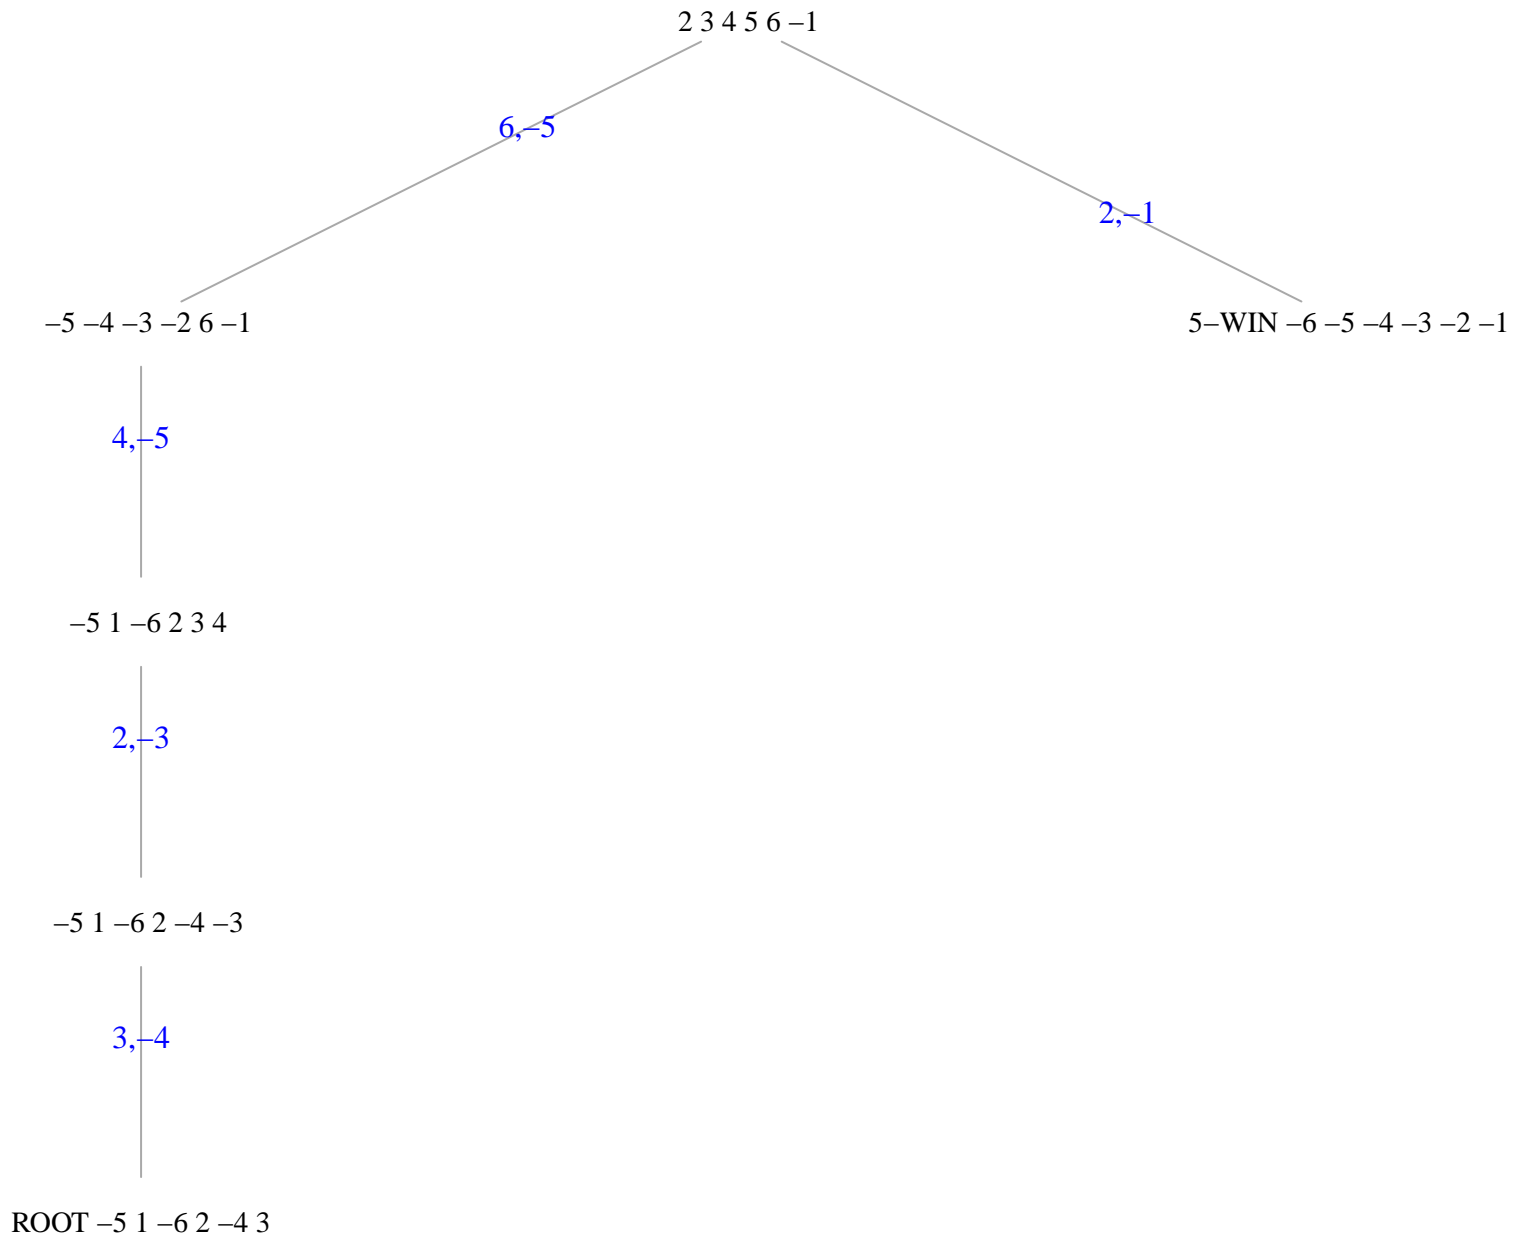 2 3 4 5 6 –1
6,–5
2,–1
–5 –4 –3 –2 6 –1
5–WIN –6 –5 –4 –3 –2 –1
4,–5
–5 1 –6 2 3 4
2,–3
–5 1 –6 2 –4 –3
3,–4
ROOT –5 1 –6 2 –4 3